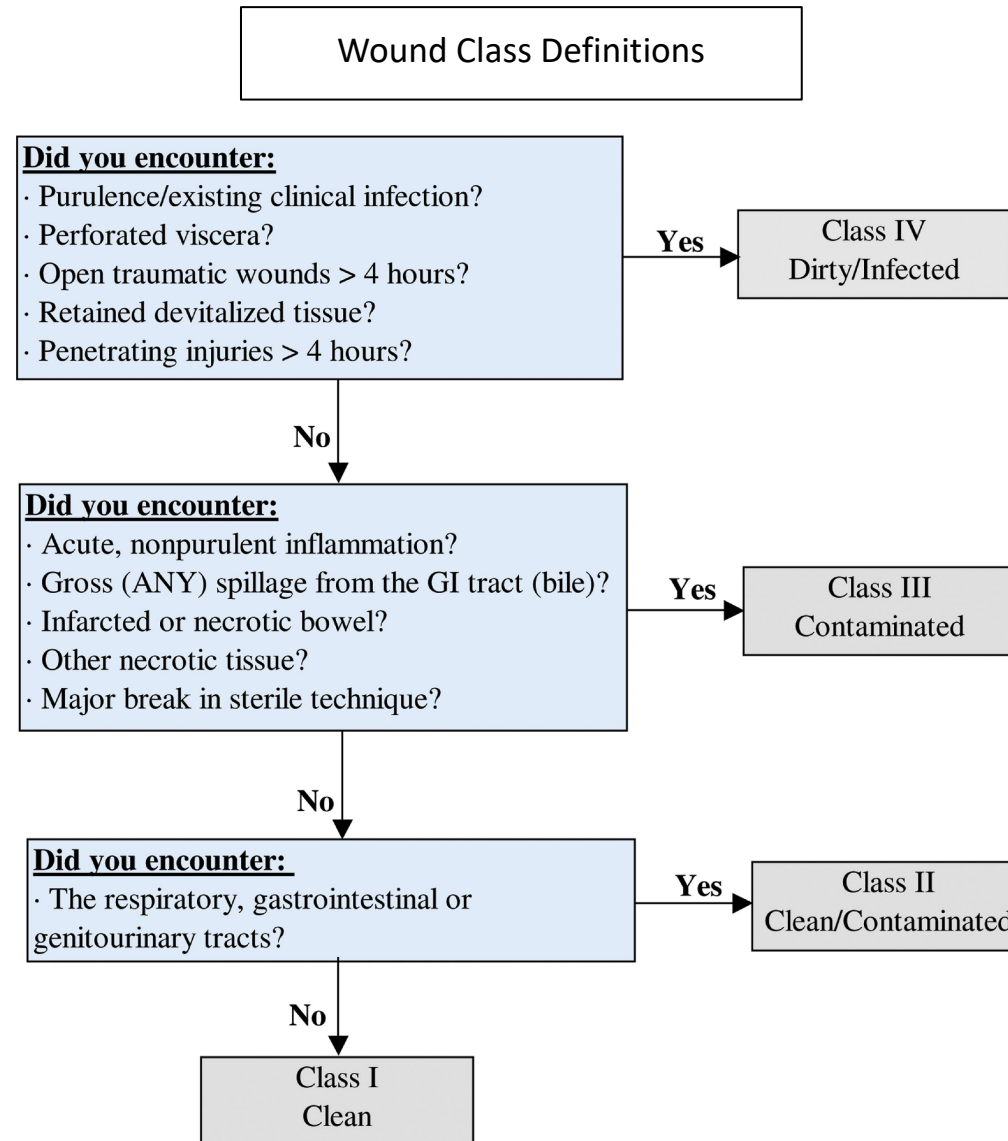 Wound Class Definitions
Did you encounter:
· Purulence/existing clinical infection?
· Perforated viscera?
· Open traumatic wounds > 4 hours?
· Retained devitalized tissue?
· Penetrating injuries > 4 hours?
Yes
Class IV
Dirty/Infected
No
Did you encounter:
· Acute, nonpurulent inflammation?
· Gross (ANY) spillage from the GI tract (bile)?
· Infarcted or necrotic bowel?
· Other necrotic tissue?
· Major break in sterile technique?
Yes
Class III
Contaminated
No
Did you encounter:
· The respiratory, gastrointestinal or
genitourinary tracts?
Yes
Class II
Clean/Contaminated
No
Class I
Clean